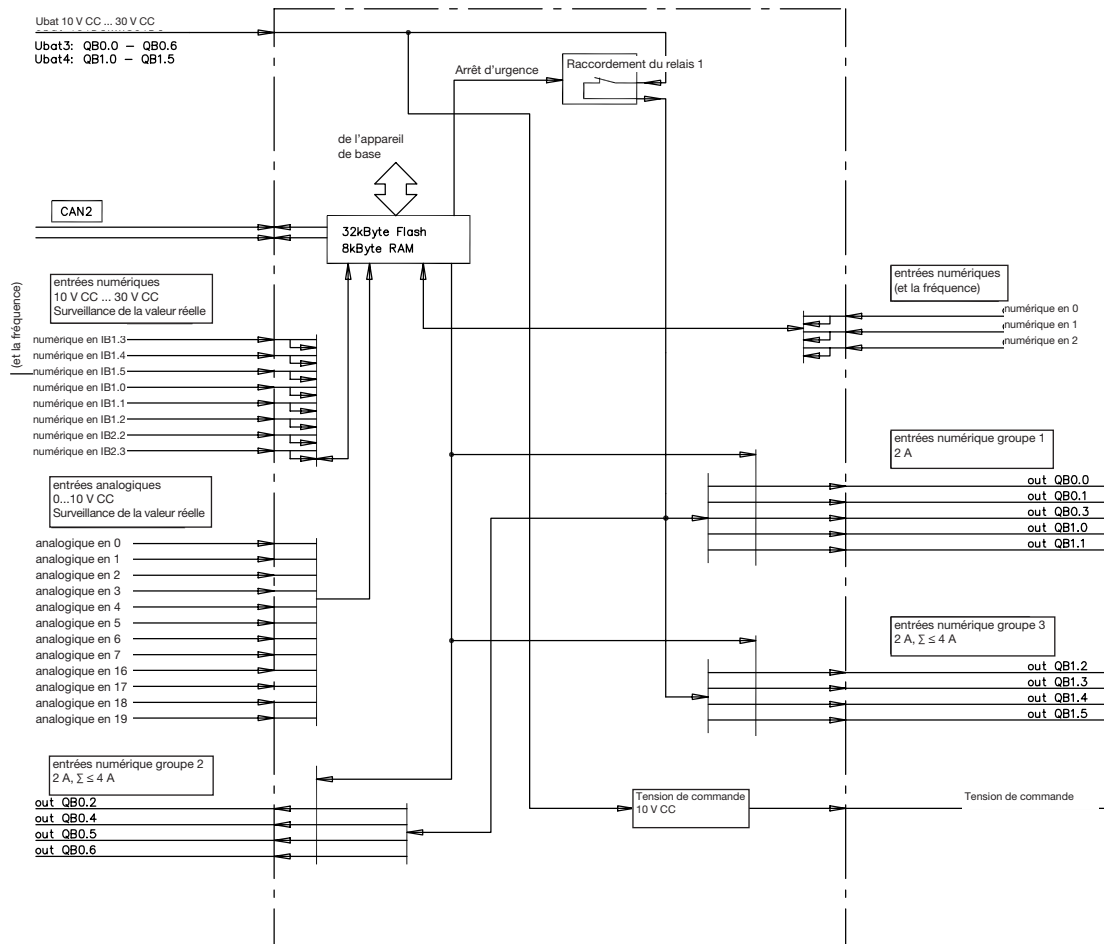 Ubat 10 V CC ... 30 V CC
Ubat3: QB0.0 – QB0.6
Ubat4: QB1.0 – QB1.5
Arrêt d'urgence
Raccordement du relais 1
de l'appareil
de base
CAN2
32kByte Flash
8kByte RAM
entrées numériques
10 V CC ... 30 V CC
Surveillance de la valeur réelle
(et la fréquence)
numérique en IB1.3
numérique en IB1.4
numérique en IB1.5
numérique en IB1.0
numérique en IB1.1
numérique en IB1.2
numérique en IB2.2
numérique en IB2.3
entrées numériques
(et la fréquence)
numérique en 0
numérique en 1
numérique en 2
entrées numérique groupe 1
2 A
out QB0.0
out QB0.1
out QB0.3
out QB1.0
out QB1.1
entrées analogiques
0...10 V CC
Surveillance de la valeur réelle
analogique en 0
analogique en 1
analogique en 2
analogique en 3
analogique en 4
analogique en 5
analogique en 6
analogique en 7
analogique en 16
analogique en 17
analogique en 18
analogique en 19
entrées numérique groupe 3
2 A, Σ ≤ 4 A
out QB1.2
out QB1.3
out QB1.4
out QB1.5
entrées numérique groupe 2
2 A, Σ ≤ 4 A
out QB0.2
out QB0.4
out QB0.5
out QB0.6
Tension de commande
10 V CC
Tension de commande